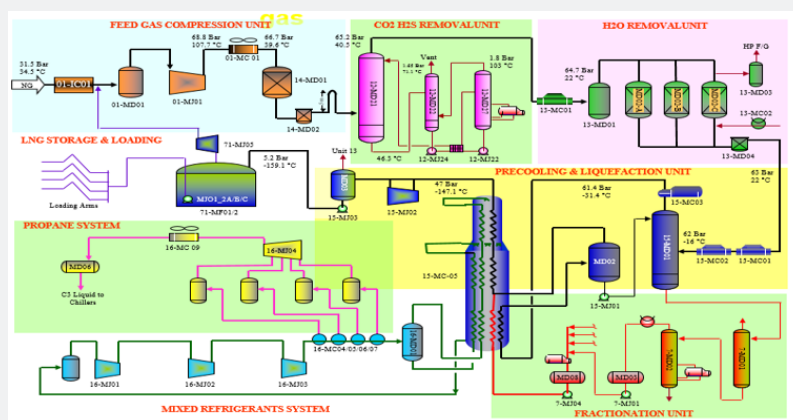 gas
FEED GAS COMPRESSION UNIT
31.5 Bar
34.5 °C
NG
01-IC01
01-MD01
68.8 Bar
107.7 °C
01-MJ01
01-MC 01
66.7 Bar
39.6 °C
14-MD01
14-MD02
CO2 H2S REMOVALUNIT
65.2 Bar
40.5 °C
Vent
1.8 Bar
103 °C
46.3 °C
12-MJ24
12-MJ22
H2O REMOVALUNIT
64.7 Bar
22 °C
15-MC01
13-MD01
HP F/G
13-MD05
13-MC02
13-MD04
63 Bar
22 °C
LNG STORAGE & LOADING
Loading Arms
71-MJ05
MJ01_2A/B/C
71-MF01/2
5.2 Bar
-159.1 °C
Unit 13
15-MJ03
15-MJ02
PRECOOLING & LIQUEFACTION UNIT
47 Bar
-147.1 °C
61.4 Bar
-31.4 °C
15-MC03
15-MD01
62 Bar
-16 °C
15-MC02
15-MC01
15-MC-05
MD02
15-MJ01
PROPANE SYSTEM
16-MC 09
MD06
C3 Liquid to
Chillers
16-MJ04
16-MC04/05/06/07
16-MJ01
16-MJ02
16-MJ03
MIXED REFRIGERANTS SYSTEM
MD08
7-MJ04
7-MJ01
FRACTIONATION UNIT